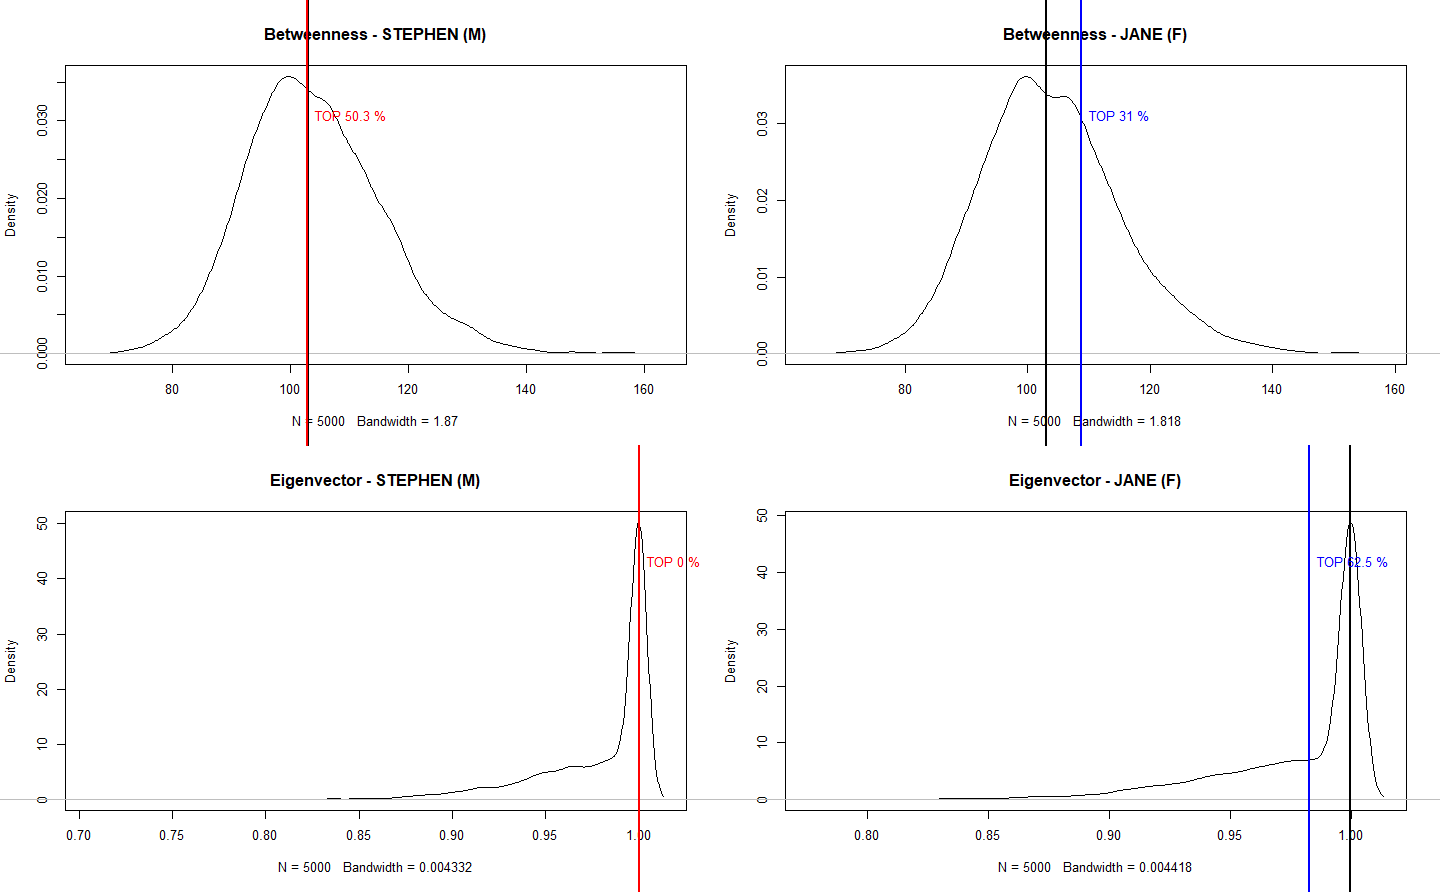 Betweenness - STEPHEN (M)
TOP 50.3 %
Density
0.000
0.010
0.020
0.030
80
100
120
140
160
N = 5000 Bandwidth = 1.87
Betweenness - JANE (F)
TOP 31 %
Density
0.00
0.01
0.02
0.03
80
100
120
140
160
N = 5000 Bandwidth = 1.818
Eigenvector - STEPHEN (M)
TOP 0 %
Density
0
10
20
30
40
50
0.70
0.75
0.80
0.85
0.90
0.95
1.00
N = 5000 Bandwidth = 0.004332
Eigenvector - JANE (F)
TOP 62.5 %
Density
0
10
20
30
40
50
0.80
0.85
0.90
0.95
1.00
N = 5000 Bandwidth = 0.004418